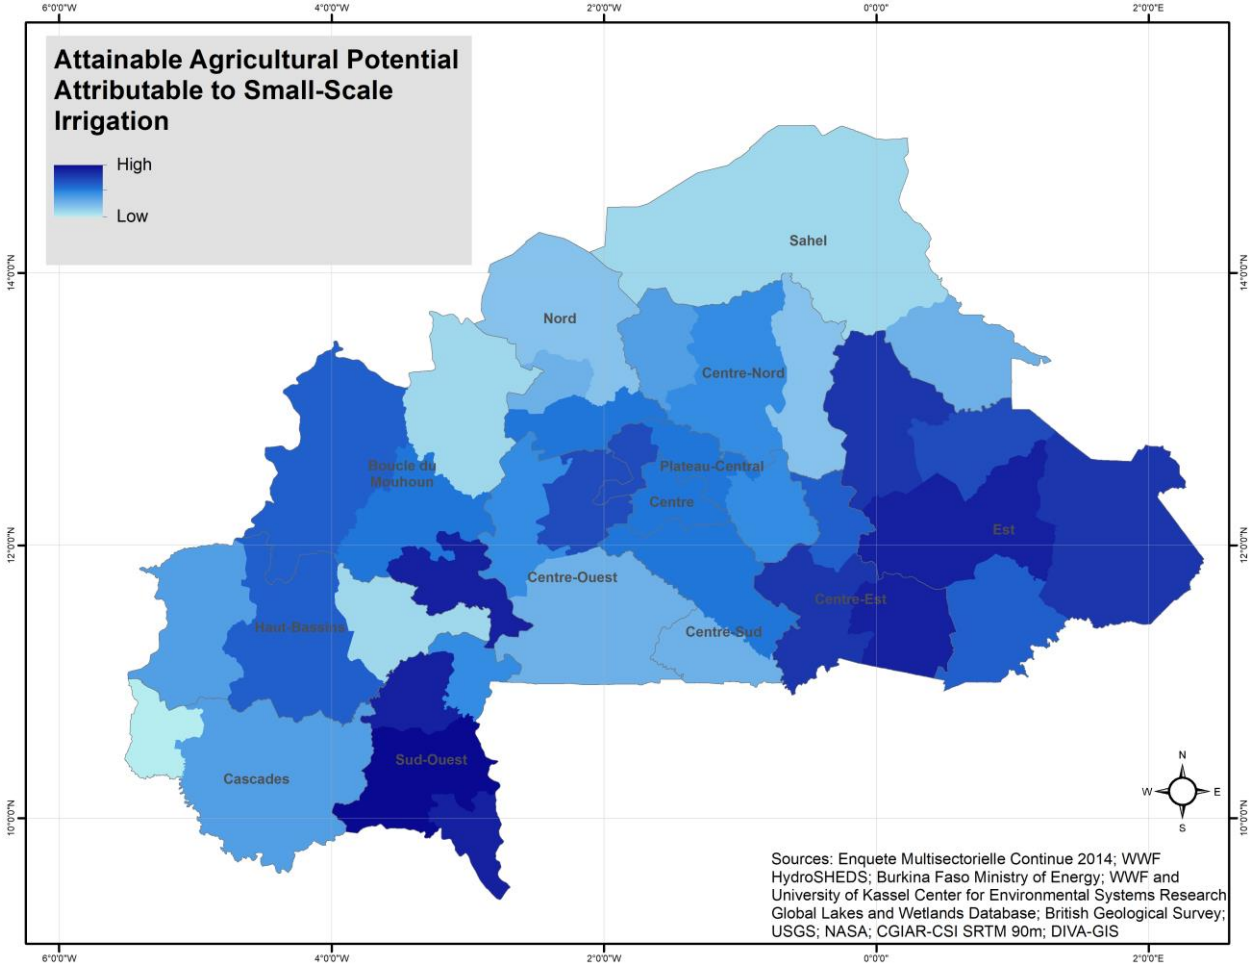 6°0'0"W 4°0'0"W 2°0'0"W 0°0'0" 2°0'0"E
Attainable Agricultural Potential
Attributable to Small-Scale
Irrigation
High
Low
Sahel
14°0'0"N 14°0'0"N
Nord
Centre-Nord
Boucle du
Mouhoun
Plateau-Central
Centre
Est
12°0'0"N 12°0'0"N
Centre-Ouest
Centre-Est
Haut-Bassins
Centre-Sud
Sud-Ouest
Cascades
N
W E
S
10°0'0"N 10°0'0"N
Sources: Enquete Multisectorielle Continue 2014; WWF
HydroSHEDS; Burkina Faso Ministry of Energy; WWF and
University of Kassel Center for Environmental Systems Research
Global Lakes and Wetlands Database; British Geological Survey;
USGS; NASA; CGIAR-CSI SRTM 90m; DIVA-GIS
6°0'0"W 4°0'0"W 2°0'0"W 0°0'0" 2°0'0"E